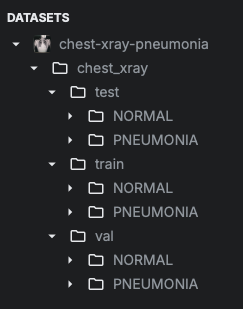 DATASETS
chest-xray-pneumonia
chest_xray
test
NORMAL
PNEUMONIA
train
NORMAL
PNEUMONIA
val
NORMAL
PNEUMONIA